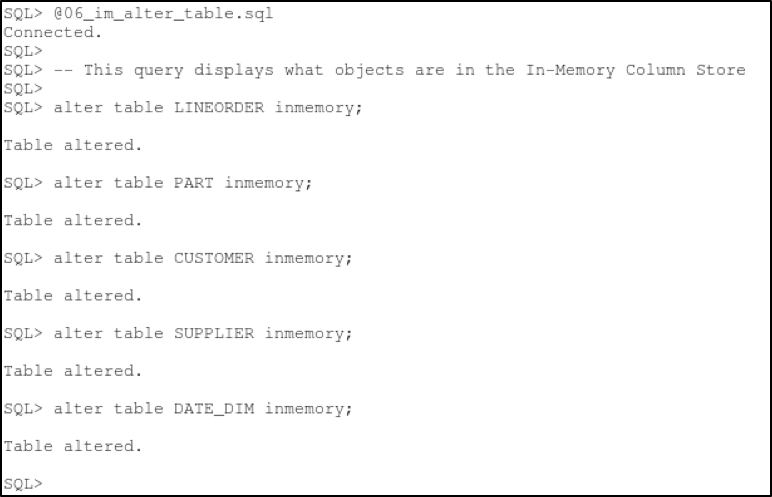 SQL> @06_im_alter_table.sql
Connected.
SQL>
SQL> -- This query displays what objects are in the In-Memory Column Store
SQL>
SQL> alter table LINEORDER inmemory;
Table altered.
SQL> alter table PART inmemory;
Table altered.
SQL> alter table CUSTOMER inmemory;
Table altered.
SQL> alter table SUPPLIER inmemory;
Table altered.
SQL> alter table DATE_DIM inmemory;
Table altered.
SQL>